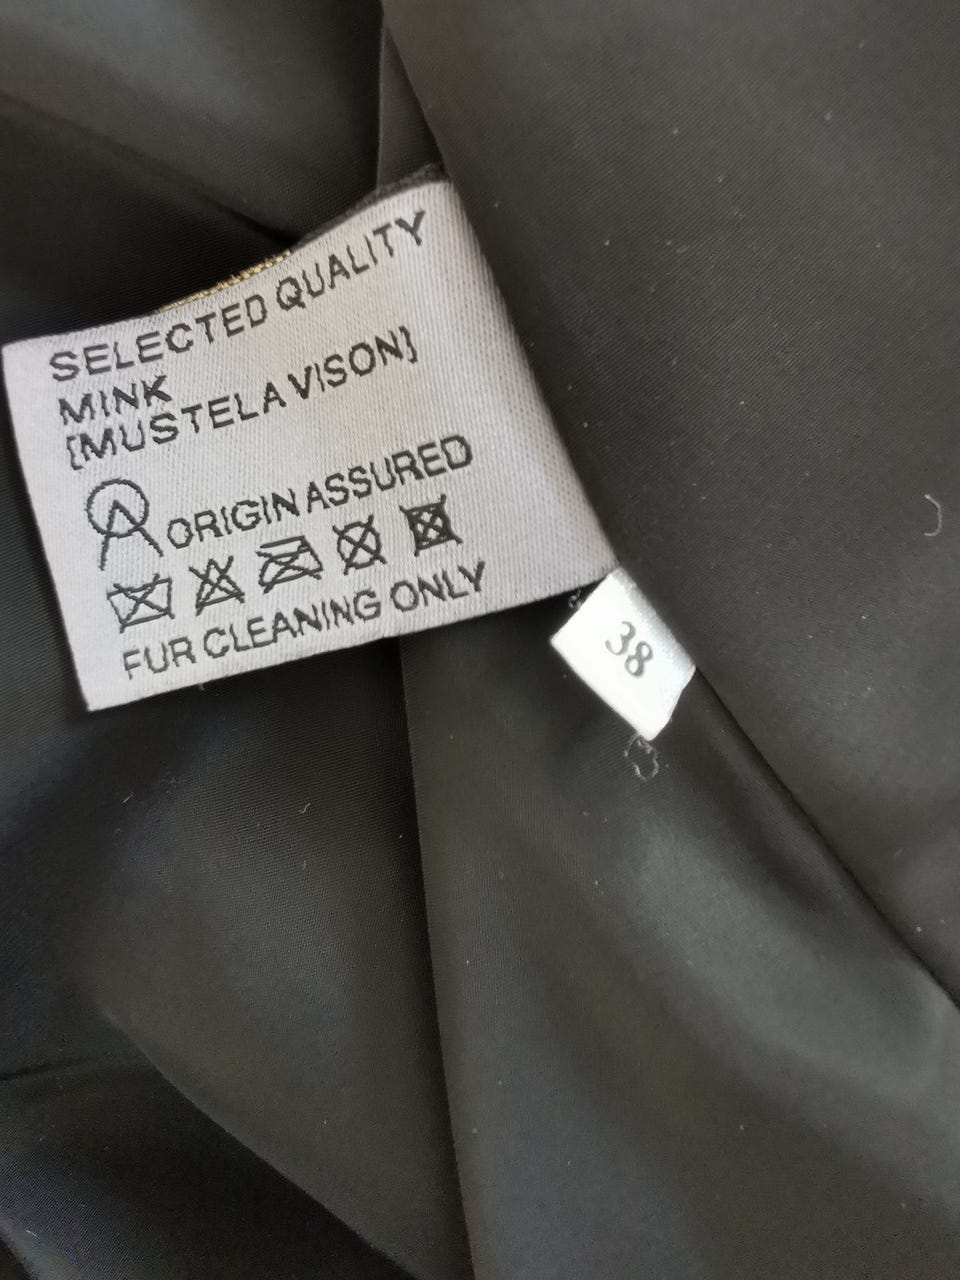 SELECTED QUALITY
MINK
[MUSTELA VISON]
ORIGIN ASSURED
FUR CLEANING ONLY
38